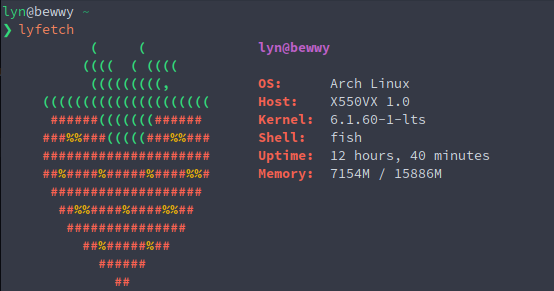 lyn@bewwy ~
❯ lyfetch
      (     (              lyn@bewwy
     ((((  ( ((((
      (((((((((,           OS:      Arch Linux
(((((((((((((((((((((      Host:    X550VX 1.0
 ######(((((((######       Kernel:  6.1.60-1-lts
###%%###(((((###%%###      Shell:   fish
#####################      Uptime:  12 hours, 40 minutes
##%####%#####%####%%#      Memory:  7154M / 15886M
 ###################
  ##%%####%####%%##
   ###############
     ##%#####%##
       ######
         ##